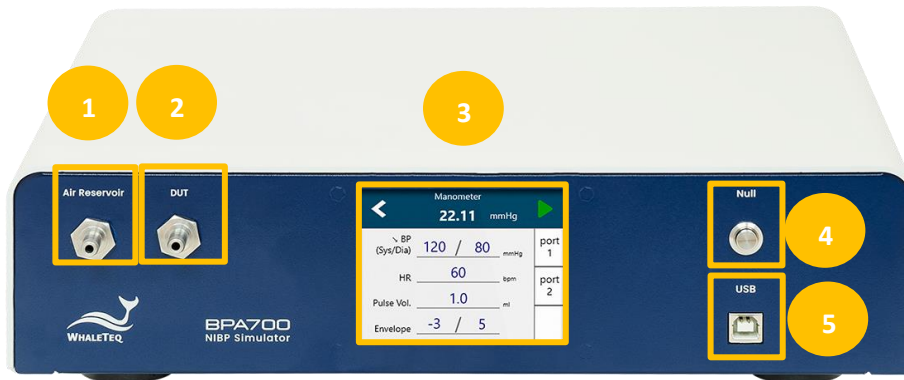 1
2
3
4
5
Air Reservoir
DUT
Manometer
22.11 mmHg
↘ BP
(Sys/Dia) 120 / 80 mmHg
HR 60 bpm
Pulse Vol. 1.0 ml
Envelope -3 / 5
port
1
port
2
Null
USB
WHALETEQ
BPA700
NIBP Simulator